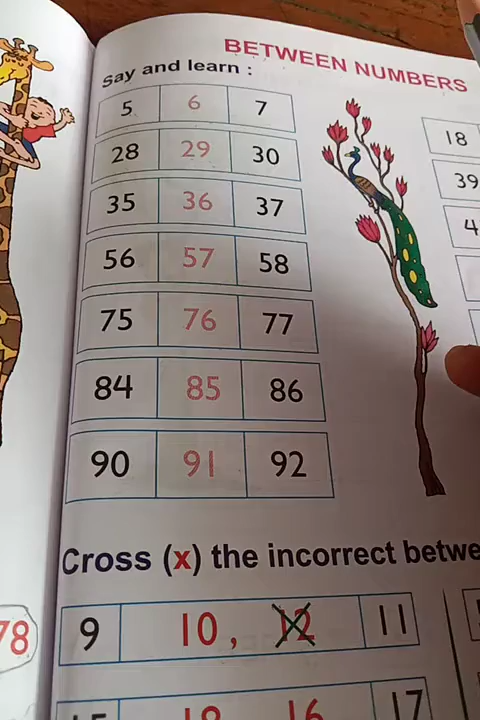 BETWEEN NUMBERS
Say and learn :
5 6 7
28 29 30
35 36 37
56 57 58
75 76 77
84 85 86
90 91 92
18
39
4
78
Cross (x) the incorrect betwe
9 10 , 12 11
17